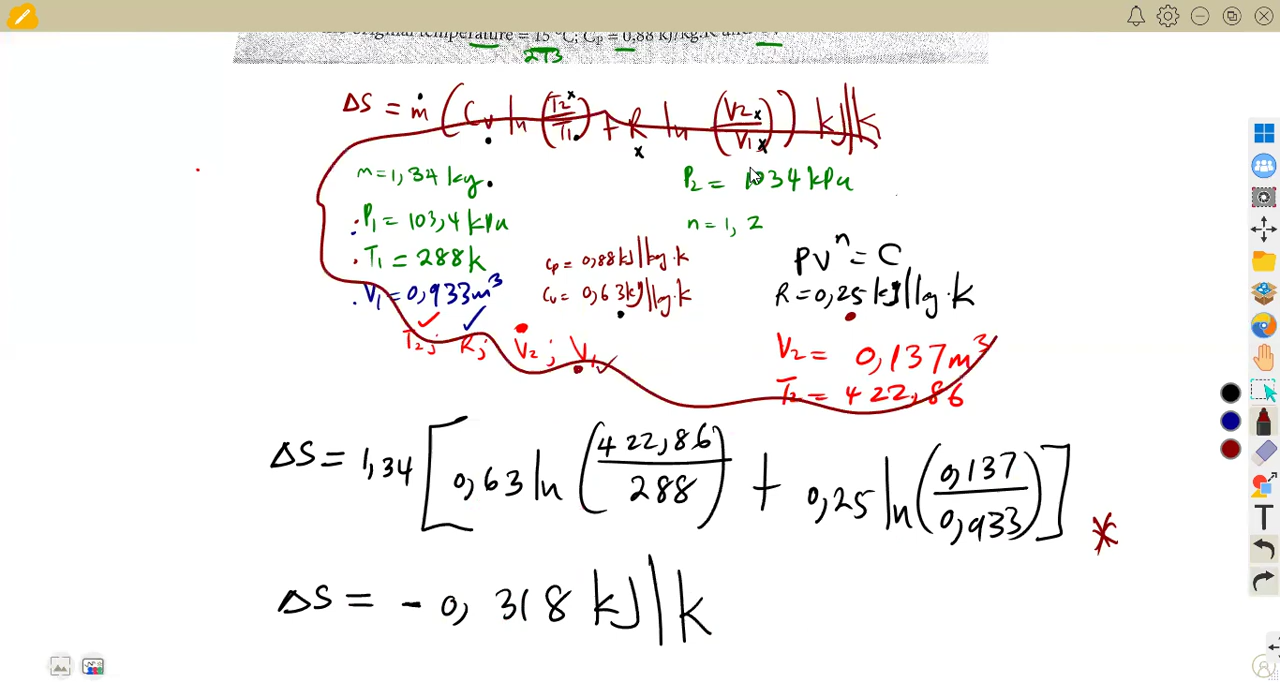 the original temperature = 15 °C; Cp = 0,88 kJ/kg.K and
273
ΔS = ṁ (Cv ln (T2/T1) + R ln (V2/V1)) kJ/K
m = 1,34 kg
P2 = 1034 kPa
P1 = 103,4 kPa
n = 1,2
T1 = 288 k
Cp = 0,88 kJ/kg.k
PV^n = C
V1 = 0,933 m³
Cv = 0,63 kJ/kg.k
R = 0,25 kJ/kg.K
T2; R; V2; V1
V2 = 0,137 m³
T2 = 422,86
ΔS = 1,34 [0,63 ln (422,86/288) + 0,25 ln (0,137/0,933)] *
ΔS = - 0,318 kJ/k
T